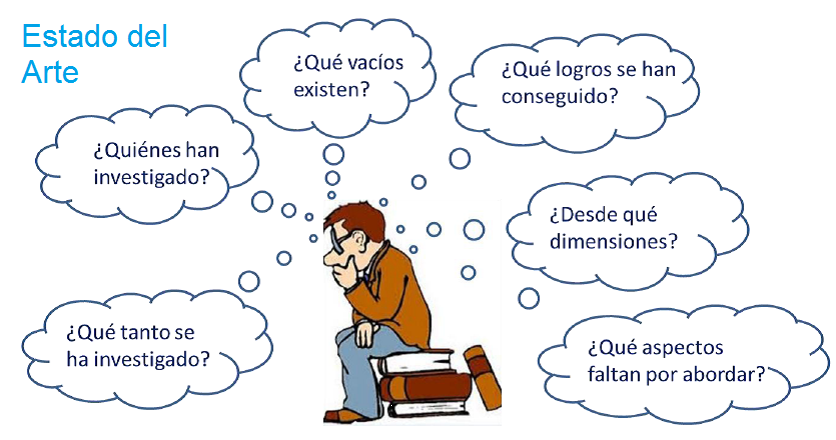 Estado del
Arte
¿Qué vacíos
existen?
¿Qué logros se han
conseguido?
¿Quiénes han
investigado?
¿Desde qué
dimensiones?
¿Qué tanto se
ha investigado?
¿Qué aspectos
faltan por abordar?